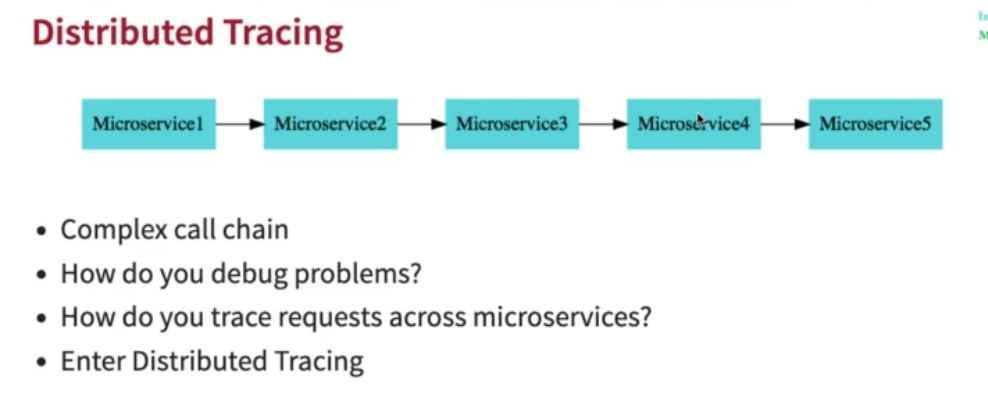 Distributed Tracing
Microservice1 Microservice2 Microservice3 Microservice4 Microservice5
Complex call chain
How do you debug problems?
How do you trace requests across microservices?
Enter Distributed Tracing